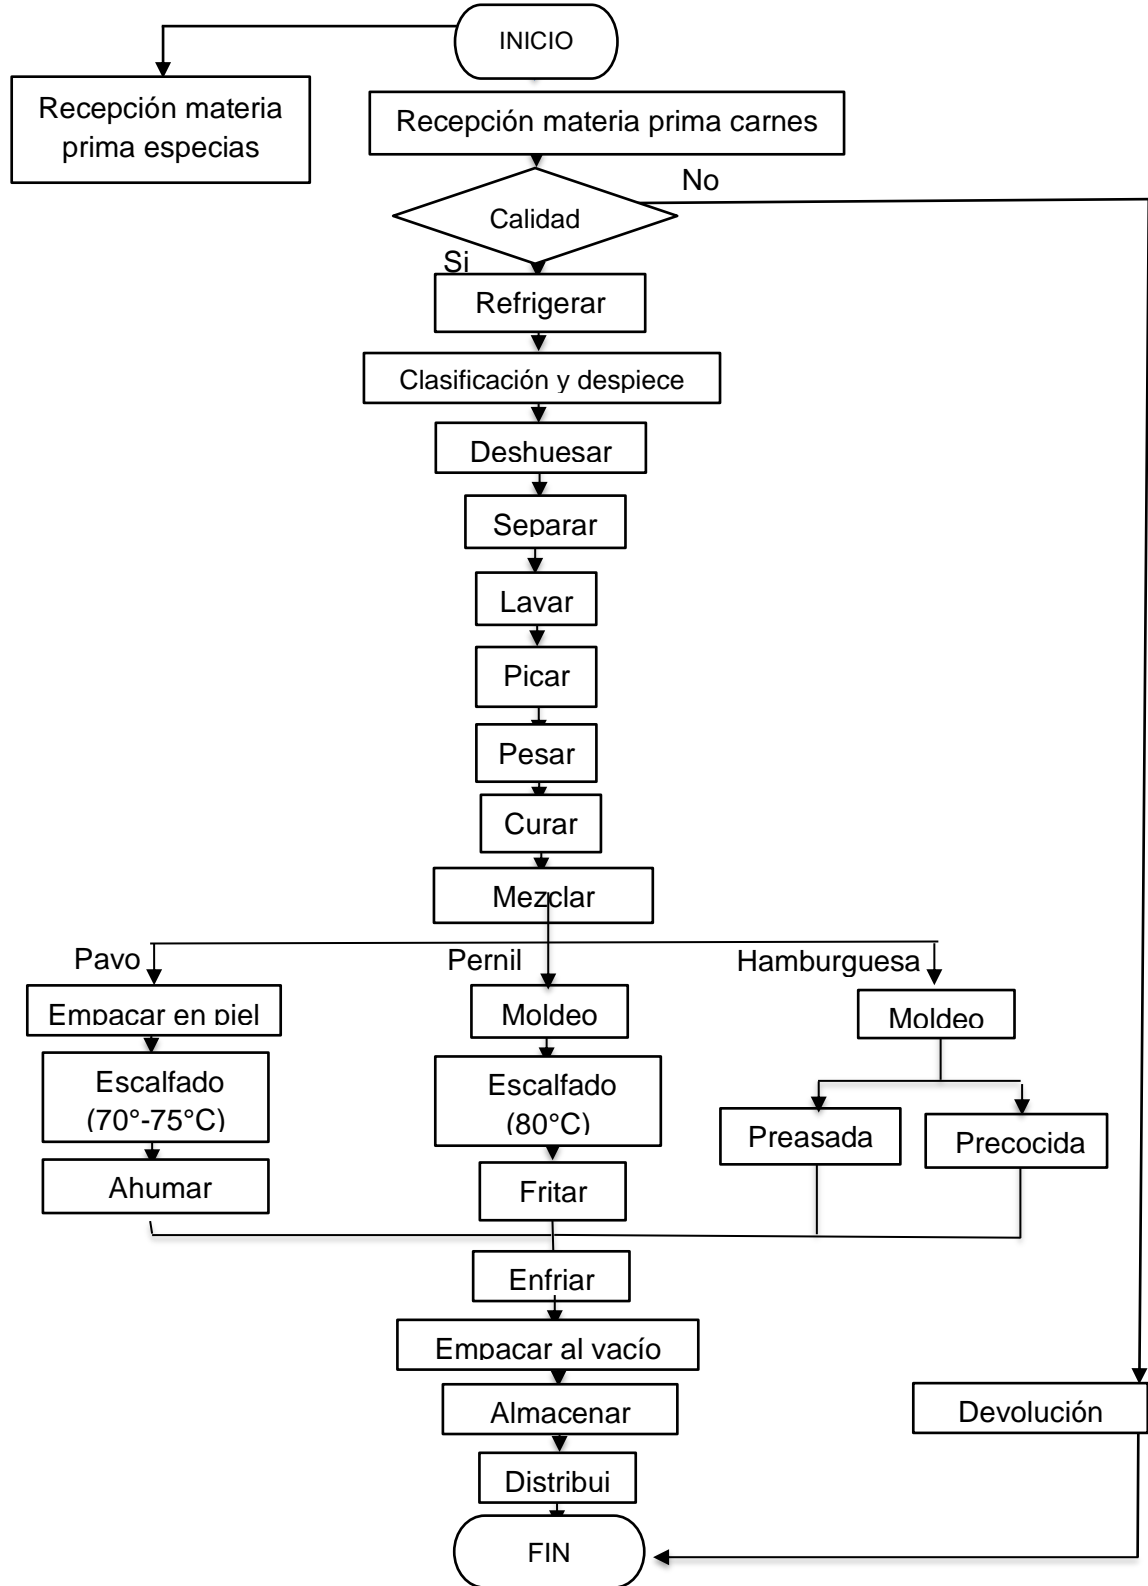 INICIO
Recepción materia
prima especias
Recepción materia prima carnes
No
Calidad
Si
Refrigerar
Clasificación y despiece
Deshuesar
Separar
Lavar
Picar
Pesar
Curar
Mezclar
Pavo
Pernil
Hamburguesa
Empacar en piel
Moldeo
Moldeo
Escalfado
(70°-75°C)
Escalfado
(80°C)
Preasada
Precocida
Ahumar
Fritar
Enfriar
Empacar al vacío
Almacenar
Devolución
Distribui
FIN